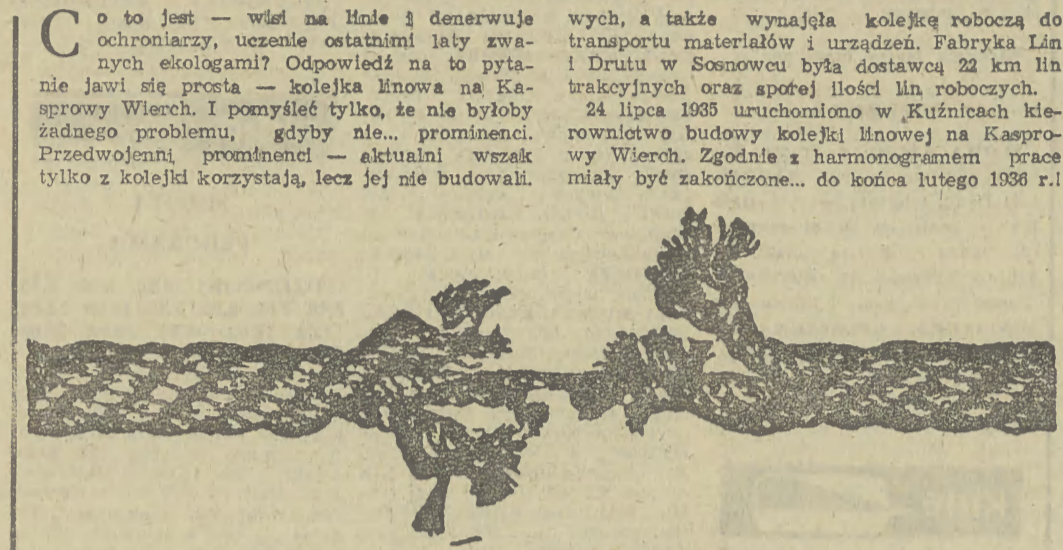 Co to jest — wisi na linie i denerwuje
ochroniarzy, uczenie ostatnimi laty zwa-
nych ekologami? Odpowiedź na to pyta-
nie jawi się prosta — kolejka linowa na Ka-
sprowy Wierch. I pomyśleć tylko, że nie byłoby
żadnego problemu, gdyby nie... prominenci.
Przedwojenni prominenci — aktualni wszak
tylko z kolejki korzystają, lecz jej nie budowali.
wych, a także wynajęła kolejkę roboczą do
transportu materiałów i urządzeń. Fabryka Lin
i Drutu w Sosnowcu była dostawcą 22 km lin
trakcyjnych oraz sporej ilości lin roboczych.
24 lipca 1935 uruchomiono w Kuźnicach kie-
rownictwo budowy kolejki linowej na Kaspro-
wy Wierch. Zgodnie z harmonogramem prace
miały być zakończone... do końca lutego 1936 r.!